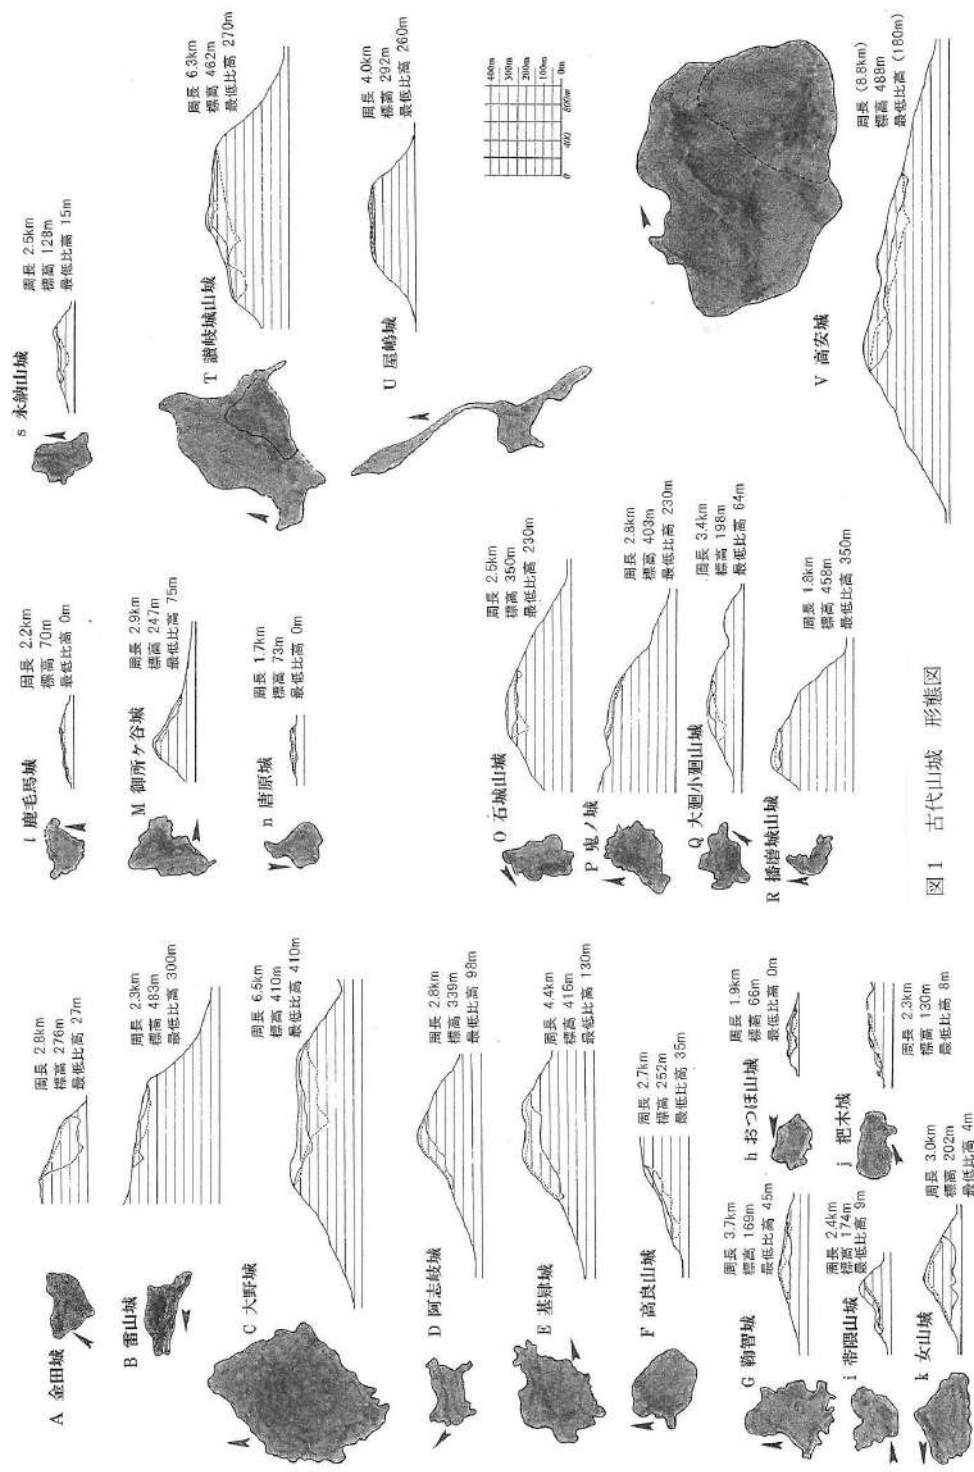 A 金田城
周長 2.8km
標高 276m
最低比高 27m
B 雷山城
周長 2.3km
標高 483m
最低比高 300m
C 大野城
周長 6.5km
標高 410m
最低比高 410m
D 阿志岐城
周長 2.8km
標高 339m
最低比高 98m
E 基肄城
周長 4.4km
標高 416m
最低比高 130m
F 高良山城
周長 2.7km
標高 252m
最低比高 35m
G 鞠智城
周長 3.7km
標高 169m
最低比高 45m
h おつぼ山城
周長 1.9km
標高 66m
最低比高 0m
i 帯隈山城
周長 2.4km
標高 174m
最低比高 9m
j 杷木城
周長 2.3km
標高 130m
最低比高 8m
k 女山城
周長 3.0km
標高 202m
最低比高 4m
l 鹿毛馬城
周長 2.2km
標高 70m
最低比高 0m
M 御所ヶ谷城
周長 2.9km
標高 247m
最低比高 75m
n 唐原城
周長 1.7km
標高 73m
最低比高 0m
O 石城山城
周長 2.5km
標高 350m
最低比高 230m
P 鬼ノ城
周長 2.8km
標高 403m
最低比高 230m
Q 大廻小廻山城
周長 3.4km
標高 198m
最低比高 64m
R 播磨城山城
周長 1.8km
標高 458m
最低比高 350m
s 永納山城
周長 2.5km
標高 128m
最低比高 15m
T 讃岐城山城
周長 6.3km
標高 462m
最低比高 270m
U 屋嶋城
周長 4.0km
標高 292m
最低比高 260m
400m
300m
200m
100m
0m
0 400 800m
V 高安城
周長 (8.8km)
標高 488m
最低比高 (180m)
図1 古代山城 形態図